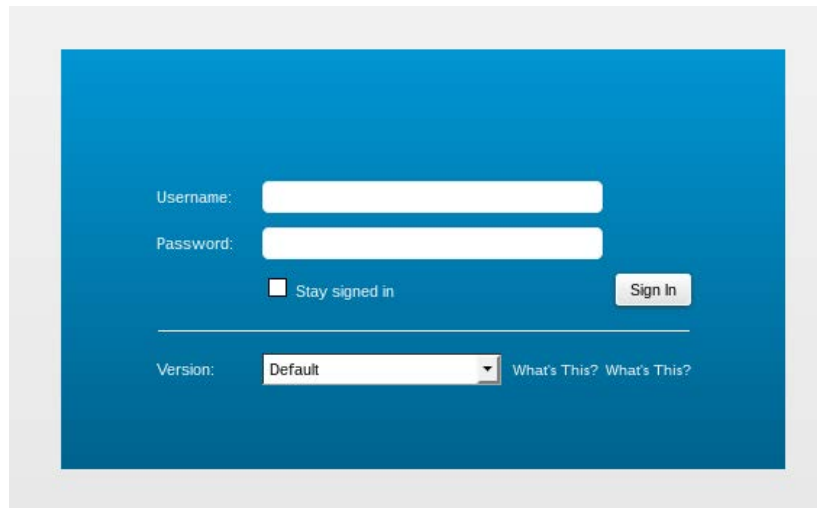 Username:
Password:
Stay signed in Sign In
Version: Default What's This? What's This?